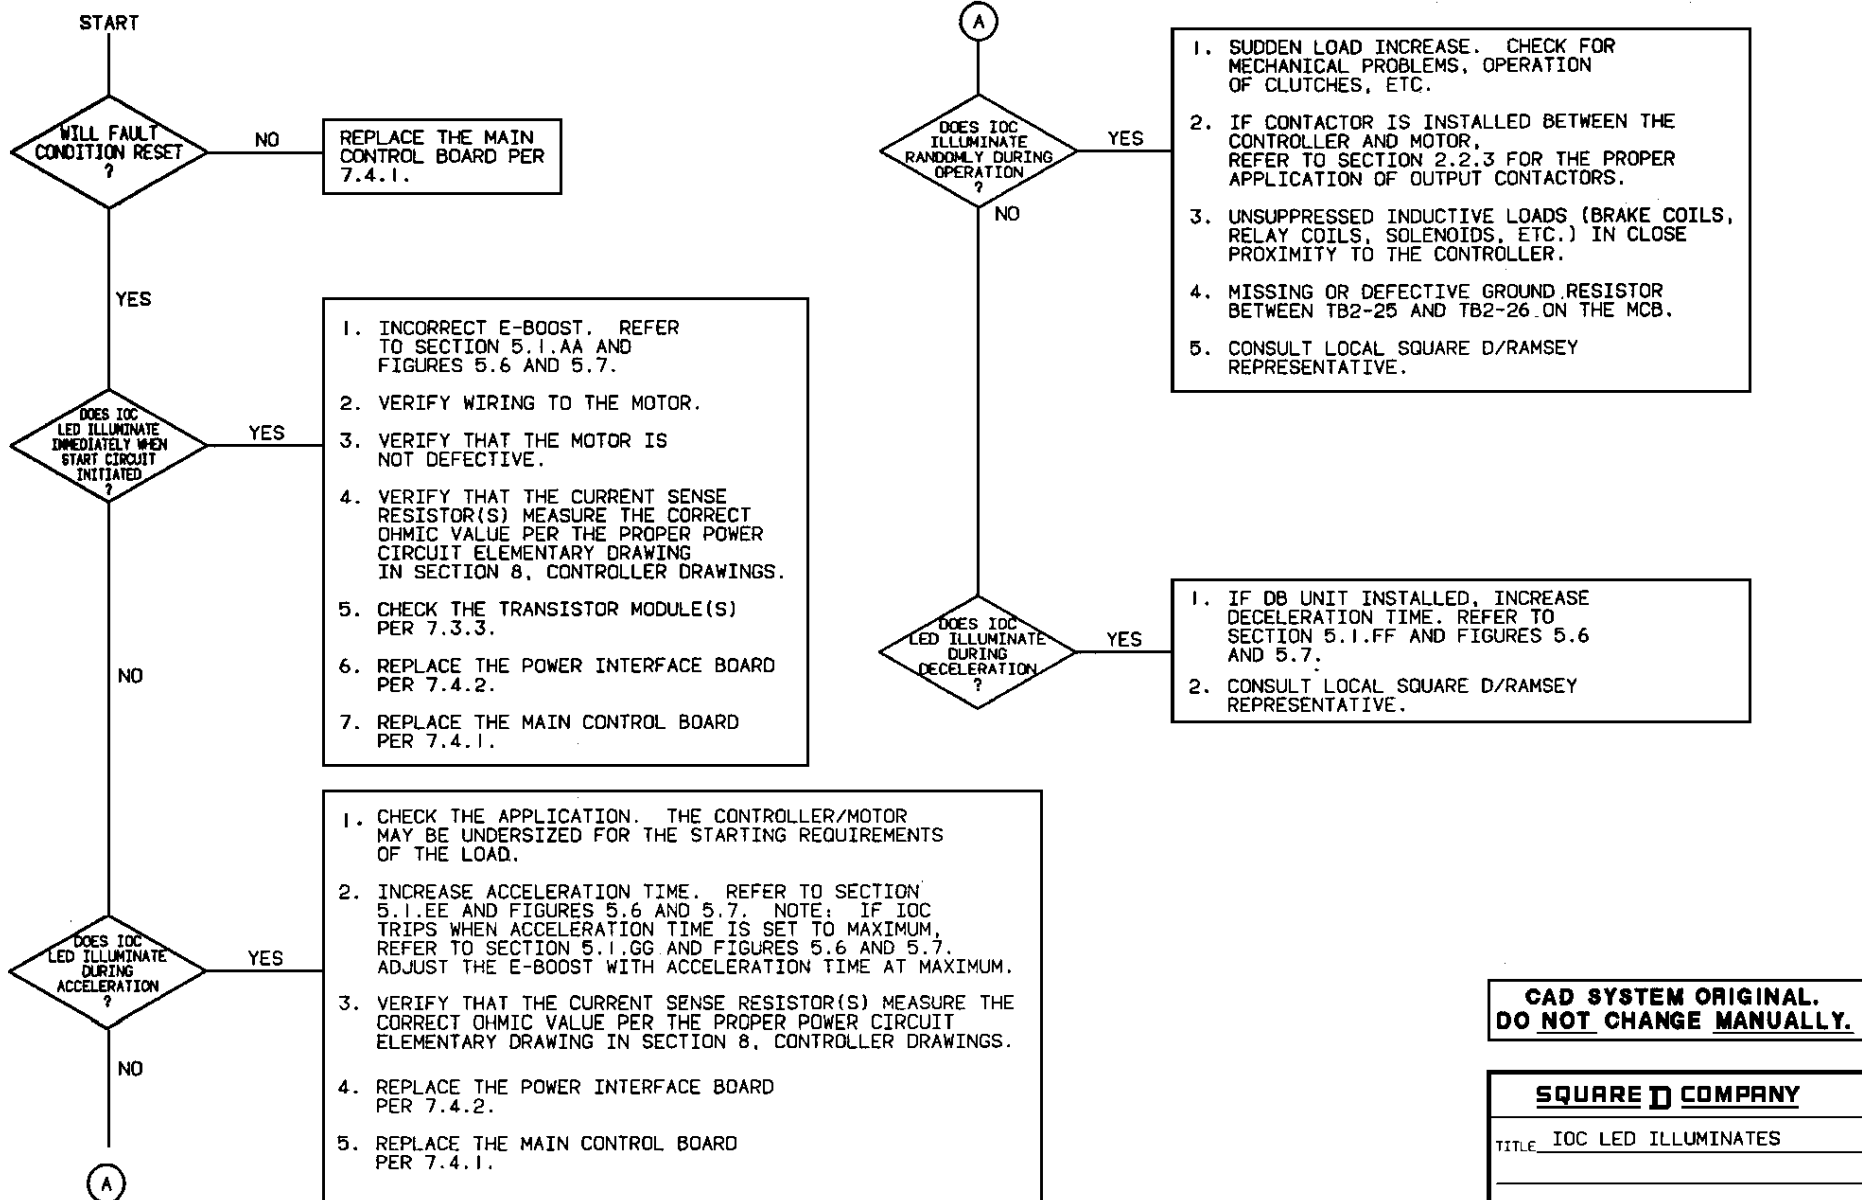 START
WILL FAULT
CONDITION RESET
?
NO
REPLACE THE MAIN
CONTROL BOARD PER
7.4.1.
YES
DOES IOC
LED ILLUMINATE
IMMEDIATELY WHEN
START CIRCUIT
INITIATED
?
YES
1. INCORRECT E-BOOST. REFER
TO SECTION 5.1.AA AND
FIGURES 5.6 AND 5.7.
2. VERIFY WIRING TO THE MOTOR.
3. VERIFY THAT THE MOTOR IS
NOT DEFECTIVE.
4. VERIFY THAT THE CURRENT SENSE
RESISTOR(S) MEASURE THE CORRECT
OHMIC VALUE PER THE PROPER POWER
CIRCUIT ELEMENTARY DRAWING
IN SECTION 8, CONTROLLER DRAWINGS.
5. CHECK THE TRANSISTOR MODULE(S)
PER 7.3.3.
6. REPLACE THE POWER INTERFACE BOARD
PER 7.4.2.
7. REPLACE THE MAIN CONTROL BOARD
PER 7.4.1.
NO
DOES IOC
LED ILLUMINATE
DURING
ACCELERATION
?
YES
1. CHECK THE APPLICATION. THE CONTROLLER/MOTOR
MAY BE UNDERSIZED FOR THE STARTING REQUIREMENTS
OF THE LOAD.
2. INCREASE ACCELERATION TIME. REFER TO SECTION
5.1.EE AND FIGURES 5.6 AND 5.7. NOTE: IF IOC
TRIPS WHEN ACCELERATION TIME IS SET TO MAXIMUM,
REFER TO SECTION 5.1.GG AND FIGURES 5.6 AND 5.7.
ADJUST THE E-BOOST WITH ACCELERATION TIME AT MAXIMUM.
3. VERIFY THAT THE CURRENT SENSE RESISTOR(S) MEASURE THE
CORRECT OHMIC VALUE PER THE PROPER POWER CIRCUIT
ELEMENTARY DRAWING IN SECTION 8, CONTROLLER DRAWINGS.
4. REPLACE THE POWER INTERFACE BOARD
PER 7.4.2.
5. REPLACE THE MAIN CONTROL BOARD
PER 7.4.1.
NO
A
A
DOES IOC
ILLUMINATE
RANDOMLY DURING
OPERATION
?
YES
1. SUDDEN LOAD INCREASE. CHECK FOR
MECHANICAL PROBLEMS, OPERATION
OF CLUTCHES, ETC.
2. IF CONTACTOR IS INSTALLED BETWEEN THE
CONTROLLER AND MOTOR,
REFER TO SECTION 2.2.3 FOR THE PROPER
APPLICATION OF OUTPUT CONTACTORS.
3. UNSUPPRESSED INDUCTIVE LOADS (BRAKE COILS,
RELAY COILS, SOLENOIDS, ETC.) IN CLOSE
PROXIMITY TO THE CONTROLLER.
4. MISSING OR DEFECTIVE GROUND RESISTOR
BETWEEN TB2-25 AND TB2-26 ON THE MCB.
5. CONSULT LOCAL SQUARE D/RAMSEY
REPRESENTATIVE.
NO
DOES IOC
LED ILLUMINATE
DURING
DECELERATION
?
YES
1. IF DB UNIT INSTALLED, INCREASE
DECELERATION TIME. REFER TO
SECTION 5.1.FF AND FIGURES 5.6
AND 5.7.
2. CONSULT LOCAL SQUARE D/RAMSEY
REPRESENTATIVE.
CAD SYSTEM ORIGINAL.
DO NOT CHANGE MANUALLY.
SQUARE D COMPANY
TITLE IOC LED ILLUMINATES